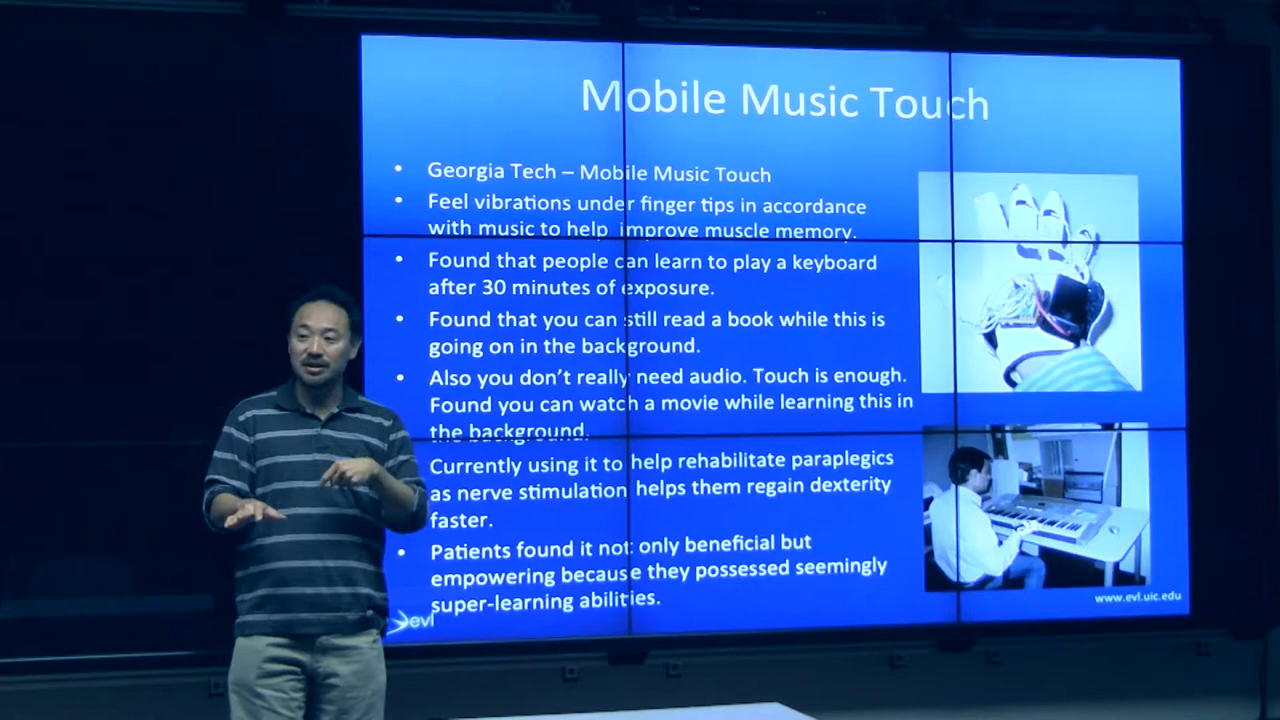 Mobile Music Touch
• Georgia Tech – Mobile Music Touch
• Feel vibrations under finger tips in accordance
with music to help improve muscle memory.
• Found that people can learn to play a keyboard
after 30 minutes of exposure.
• Found that you can still read a book while this is
going on in the background.
• Also you don't really need audio. Touch is enough.
Found you can watch a movie while learning this in
the background.
Currently using it to help rehabilitate paraplegics
as nerve stimulation helps them regain dexterity
faster.
• Patients found it not only beneficial but
empowering because they possessed seemingly
super-learning abilities.
evl
www.evl.uic.edu